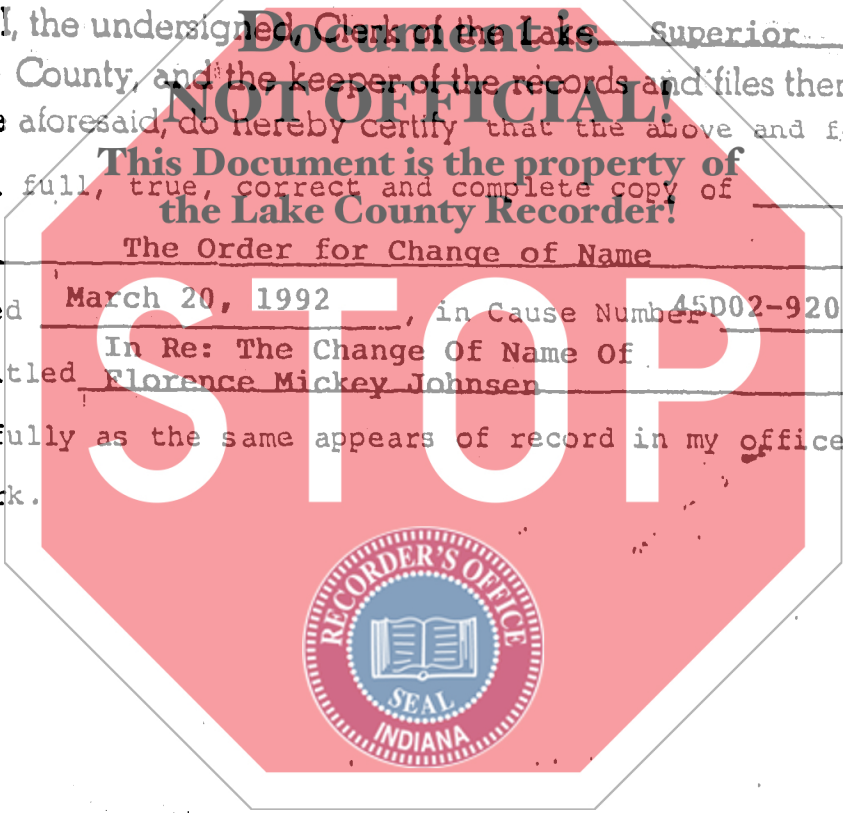 I, the undersigned, Clerk of the Lake Superior
Document is
County, and the keeper of the records and files ther
NOT OFFICIAL!
e aforesaid, do hereby certify that the above and f
This Document is the property of
full, true, correct and complete copy of
the Lake County Recorder!
The Order for Change of Name
ed March 20, 1992, in Cause Number 45D02-920
In Re: The Change Of Name Of
tled Florence Mickey Johnsen
fully as the same appears of record in my office
rk.
STOP
RECORDER'S OFFICE
SEAL
INDIANA